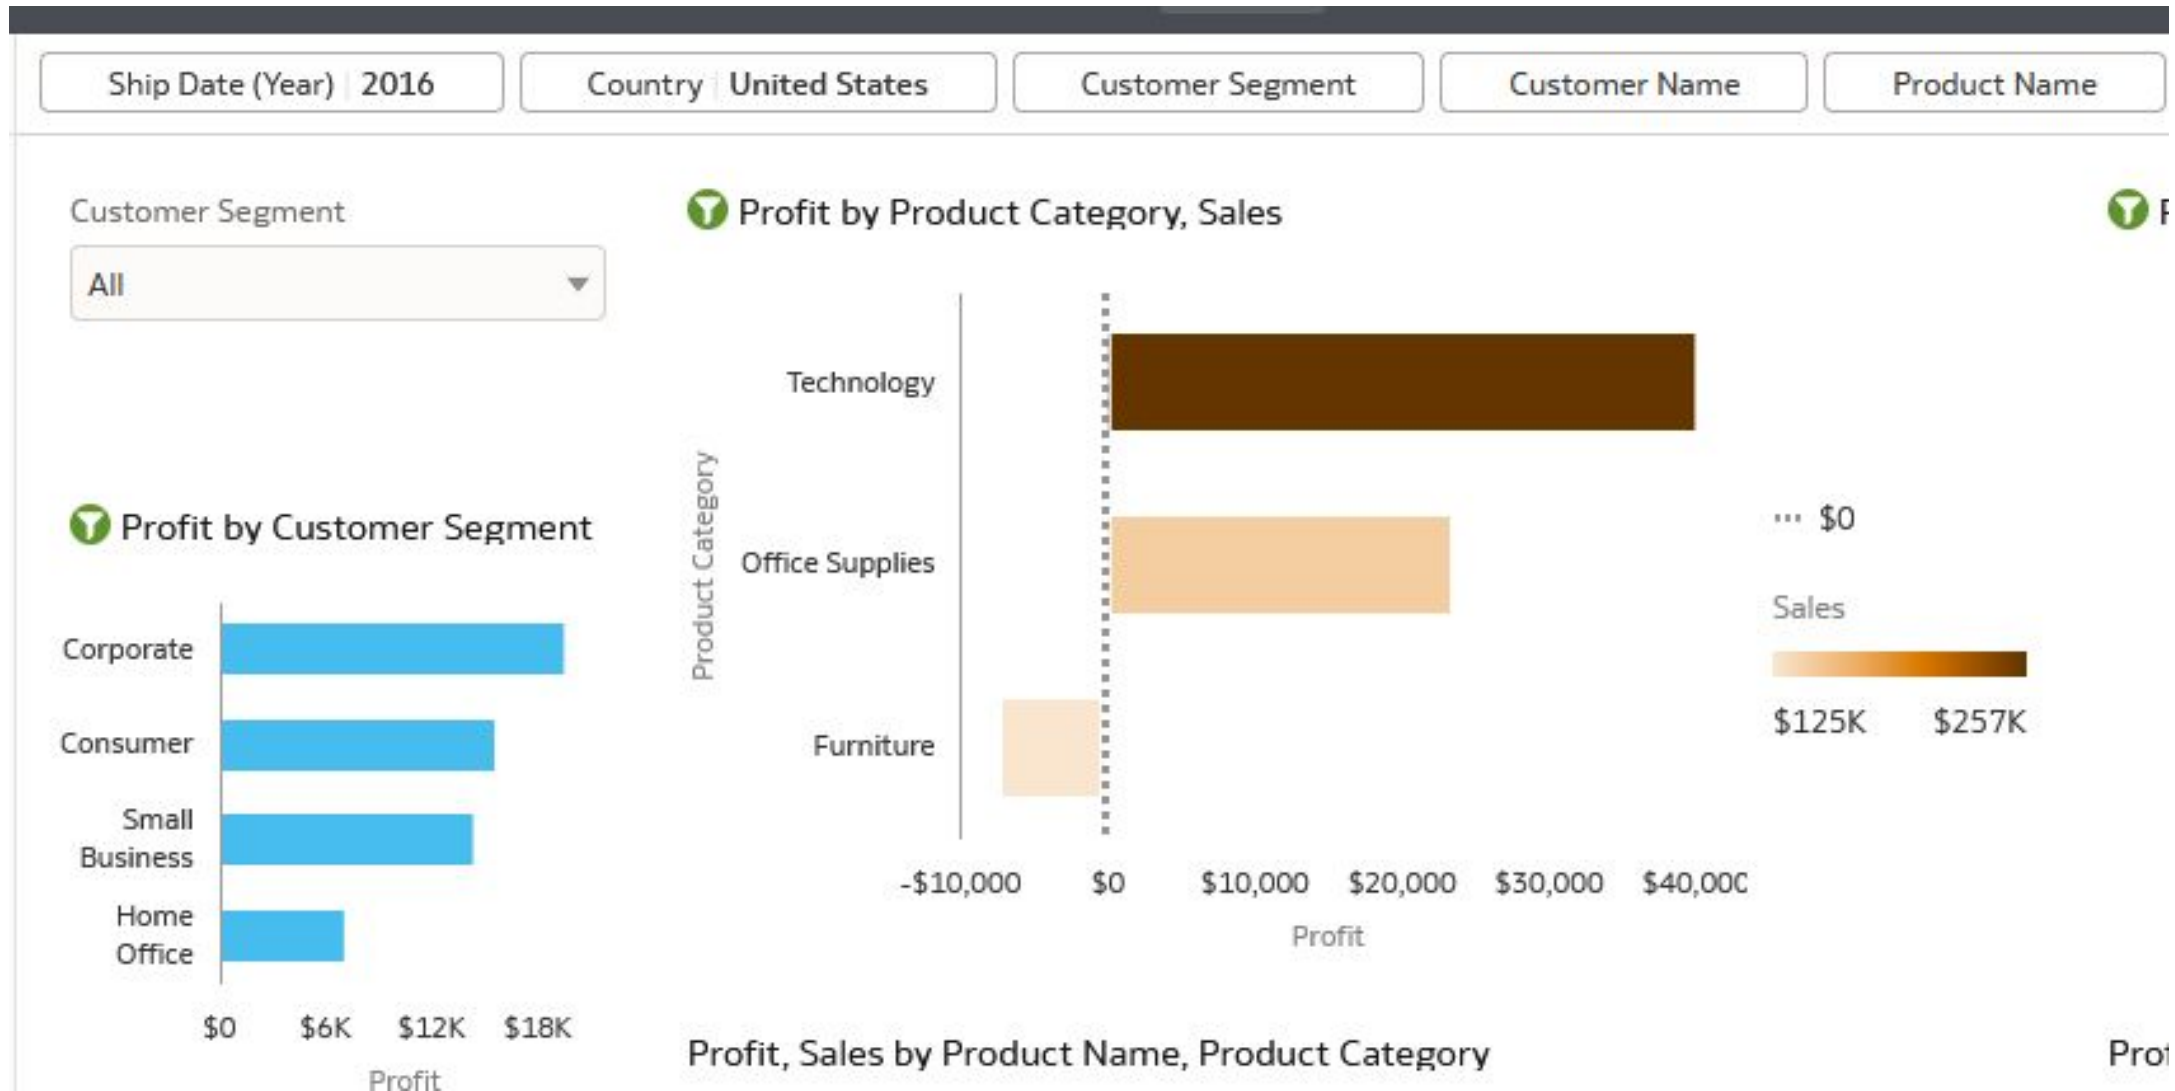 Ship Date (Year) 2016
Country United States
Customer Segment
Customer Name
Product Name
Customer Segment
All
Profit by Customer Segment
Corporate
Consumer
Small
Business
Home
Office
$0 $6K $12K $18K
Profit
Profit by Product Category, Sales
Product Category
Technology
Office Supplies
Furniture
-$10,000 $0 $10,000 $20,000 $30,000 $40,000
Profit
$0
Sales
$125K $257K
Profit, Sales by Product Name, Product Category